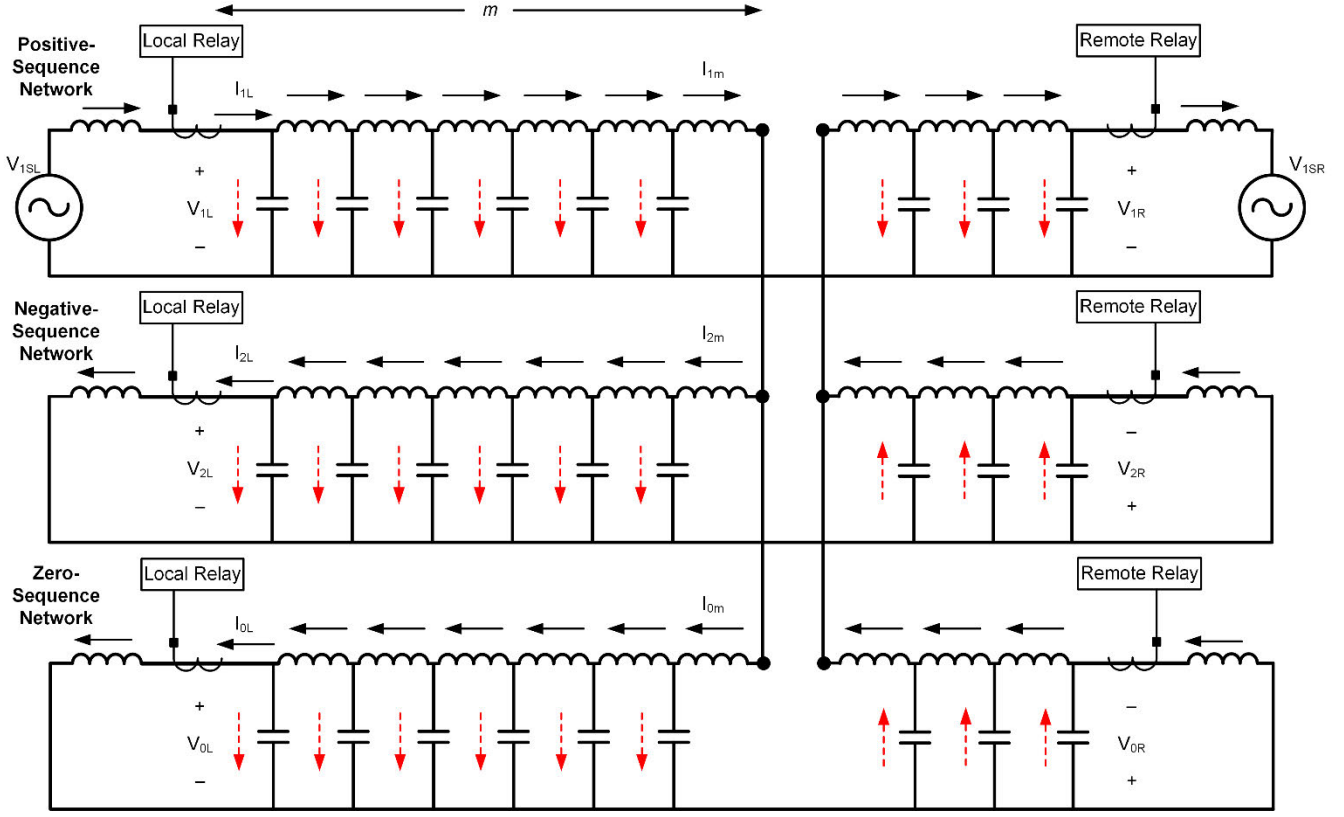 m
Positive-
Sequence
Network
Local Relay
Remote Relay
I1L
I1m
V1SL
+
V1L
–
+
V1R
–
V1SR
Negative-
Sequence
Network
Local Relay
Remote Relay
I2L
I2m
+
V2L
–
–
V2R
+
Zero-
Sequence
Network
Local Relay
Remote Relay
I0L
I0m
+
V0L
–
–
V0R
+